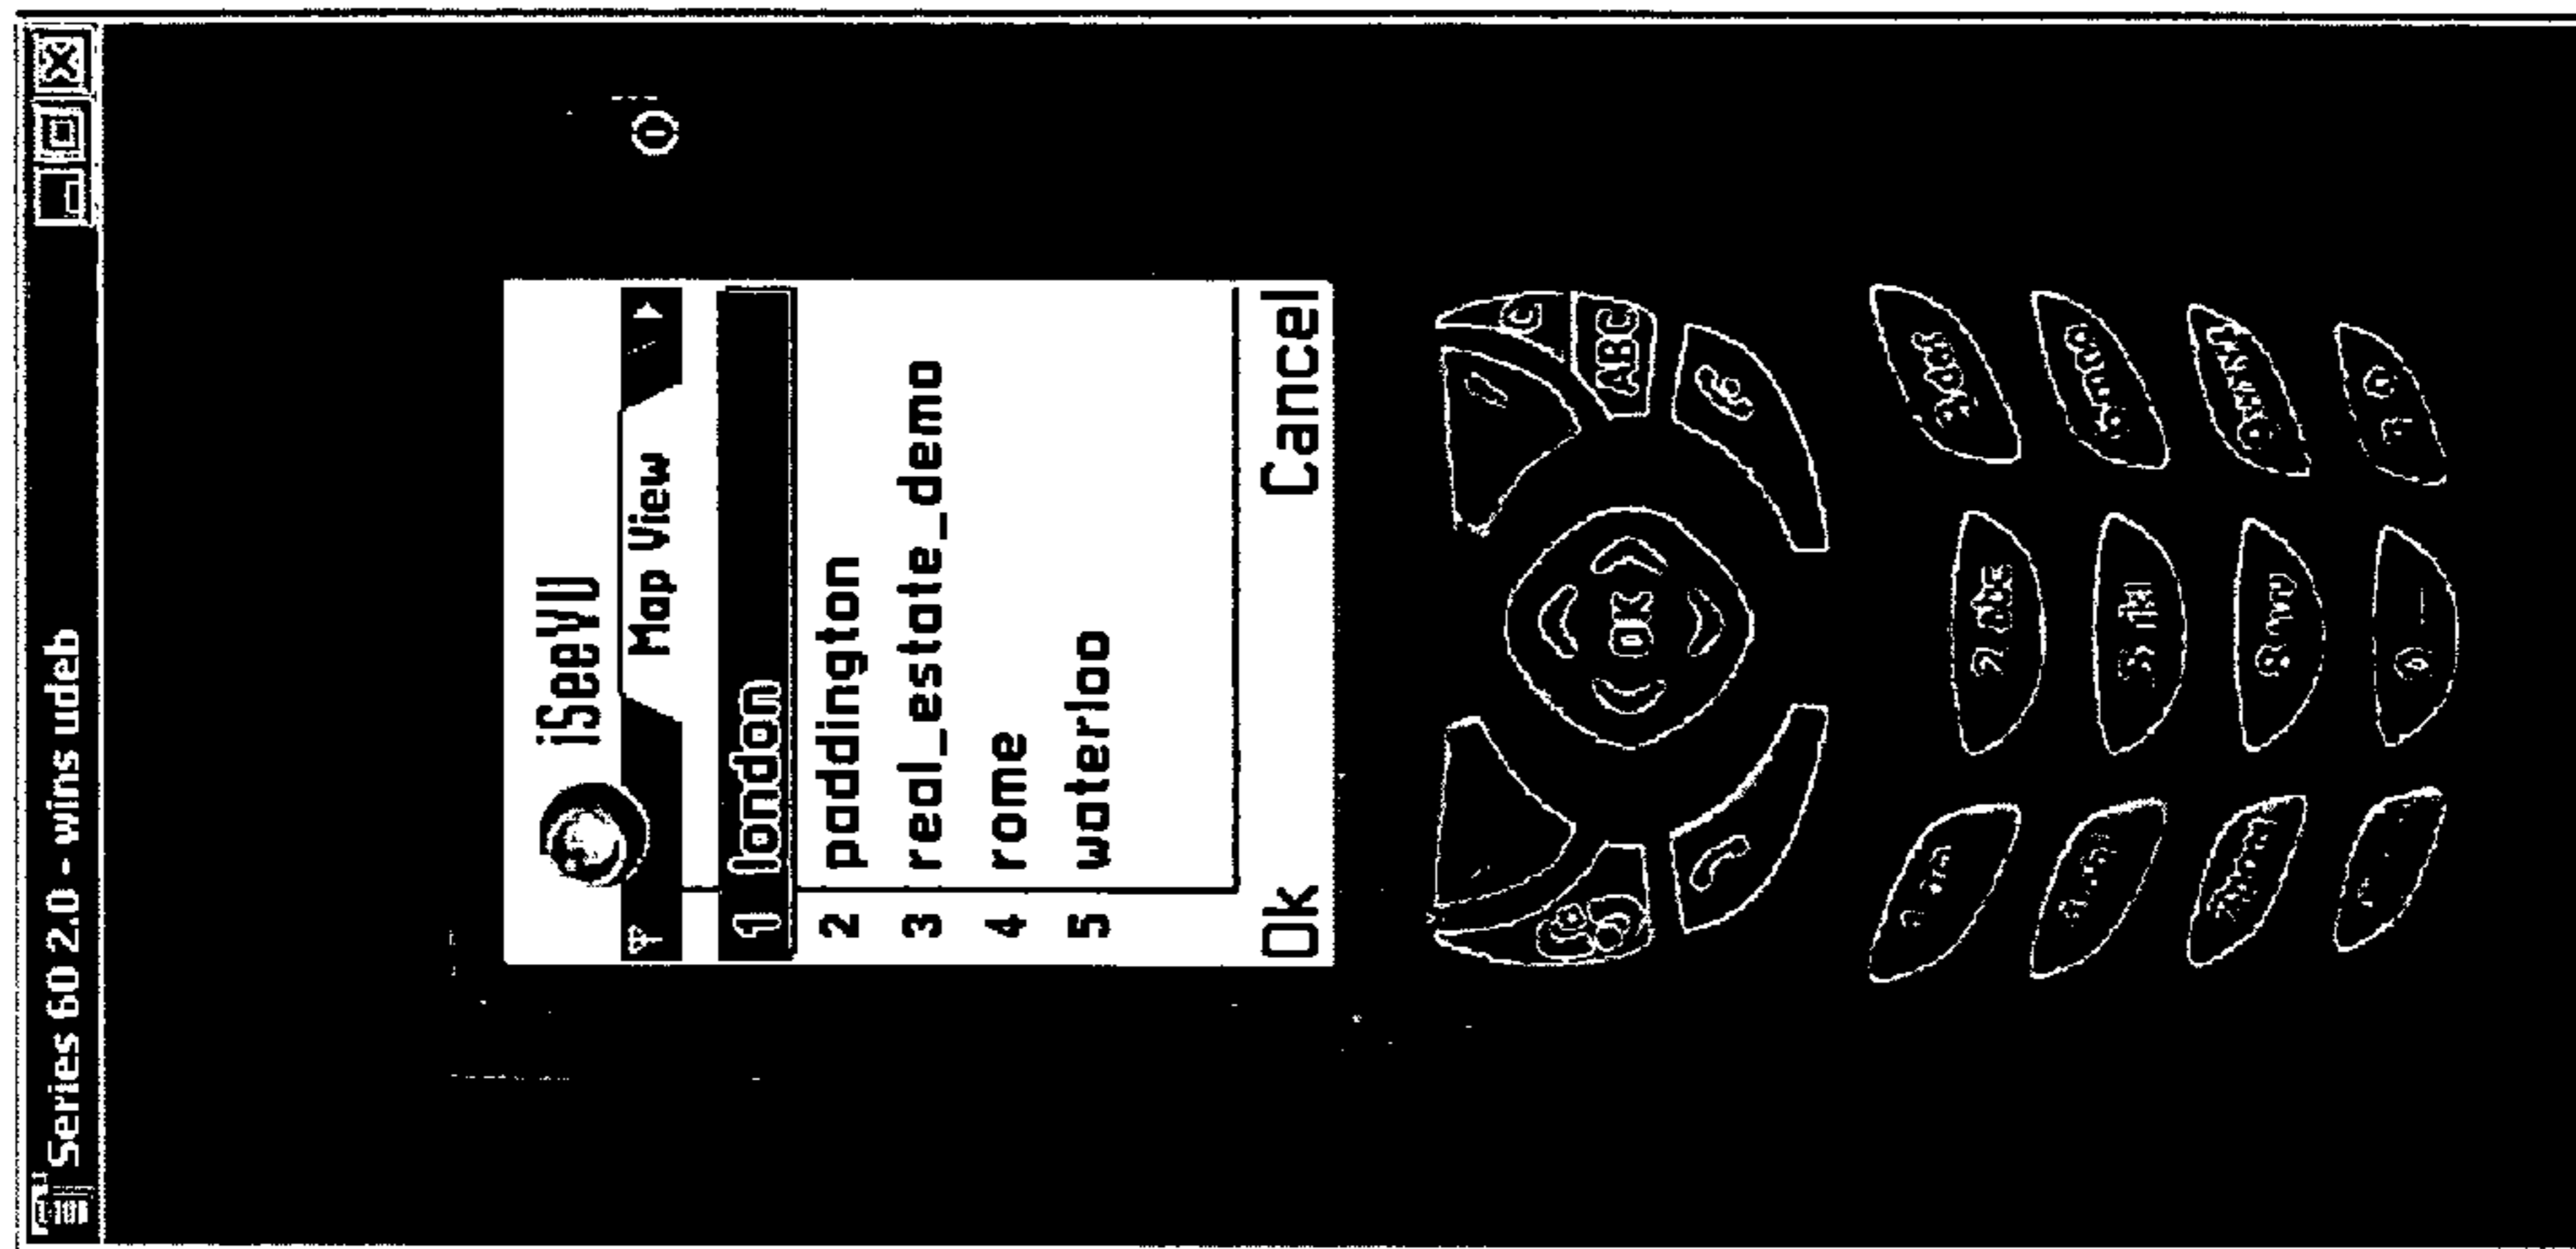 Series 60 2.0 - wins udeb
iSeeVU
Map View
1 london
2 paddington
3 real_estate_demo
4 rome
5 waterloo
Ok Cancel
C
ABC
OK